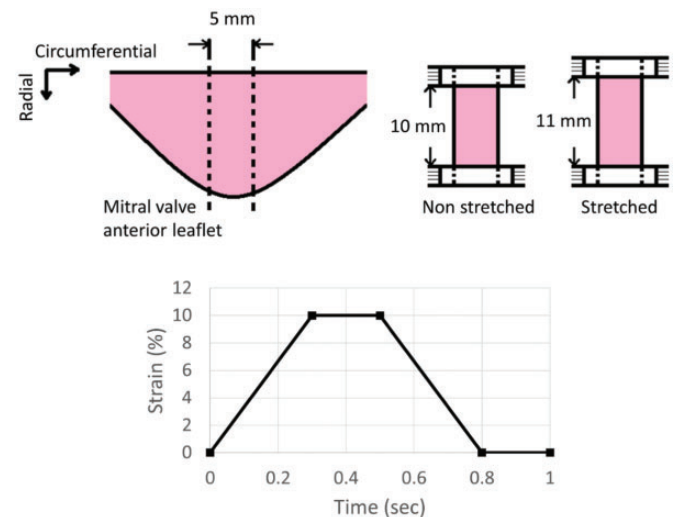 5 mm
Circumferential
Radial
10 mm
11 mm
Mitral valve
anterior leaflet
Non stretched
Stretched
12
10
8
6
4
2
0
Strain (%)
0 0.2 0.4 0.6 0.8 1
Time (sec)